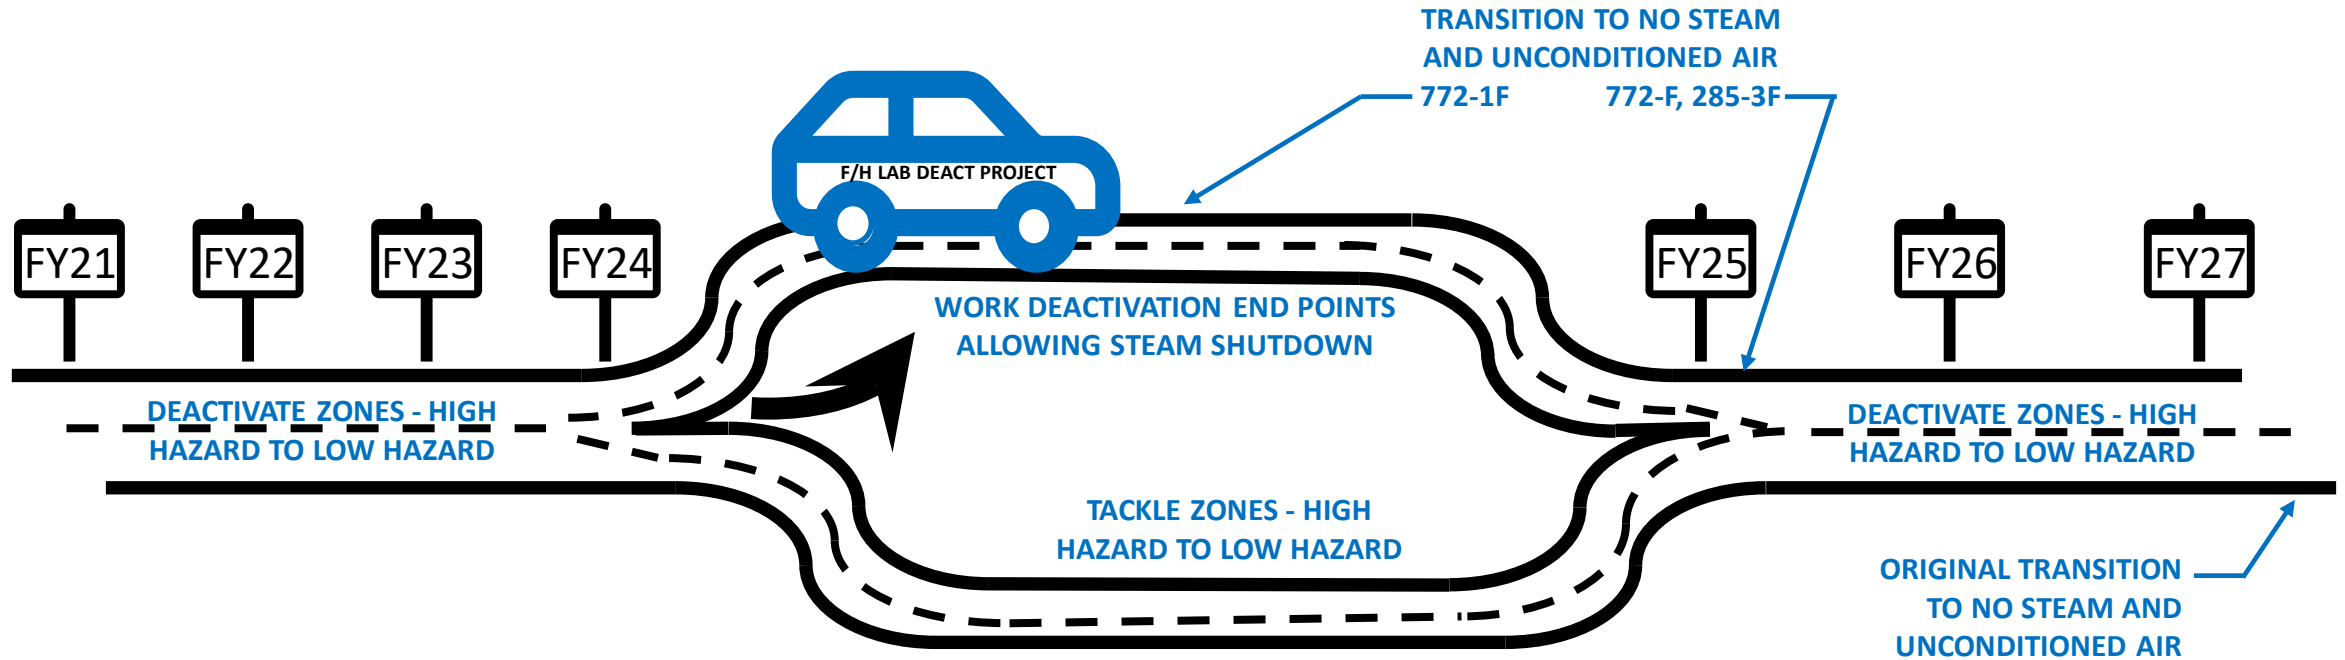 TRANSITION TO NO STEAM
AND UNCONDITIONED AIR
772-1F
772-F, 285-3F
F/H LAB DEACT PROJECT
FY21
FY22
FY23
FY24
FY25
FY26
FY27
WORK DEACTIVATION END POINTS
ALLOWING STEAM SHUTDOWN
DEACTIVATE ZONES - HIGH
HAZARD TO LOW HAZARD
DEACTIVATE ZONES - HIGH
HAZARD TO LOW HAZARD
TACKLE ZONES - HIGH
HAZARD TO LOW HAZARD
ORIGINAL TRANSITION
TO NO STEAM AND
UNCONDITIONED AIR